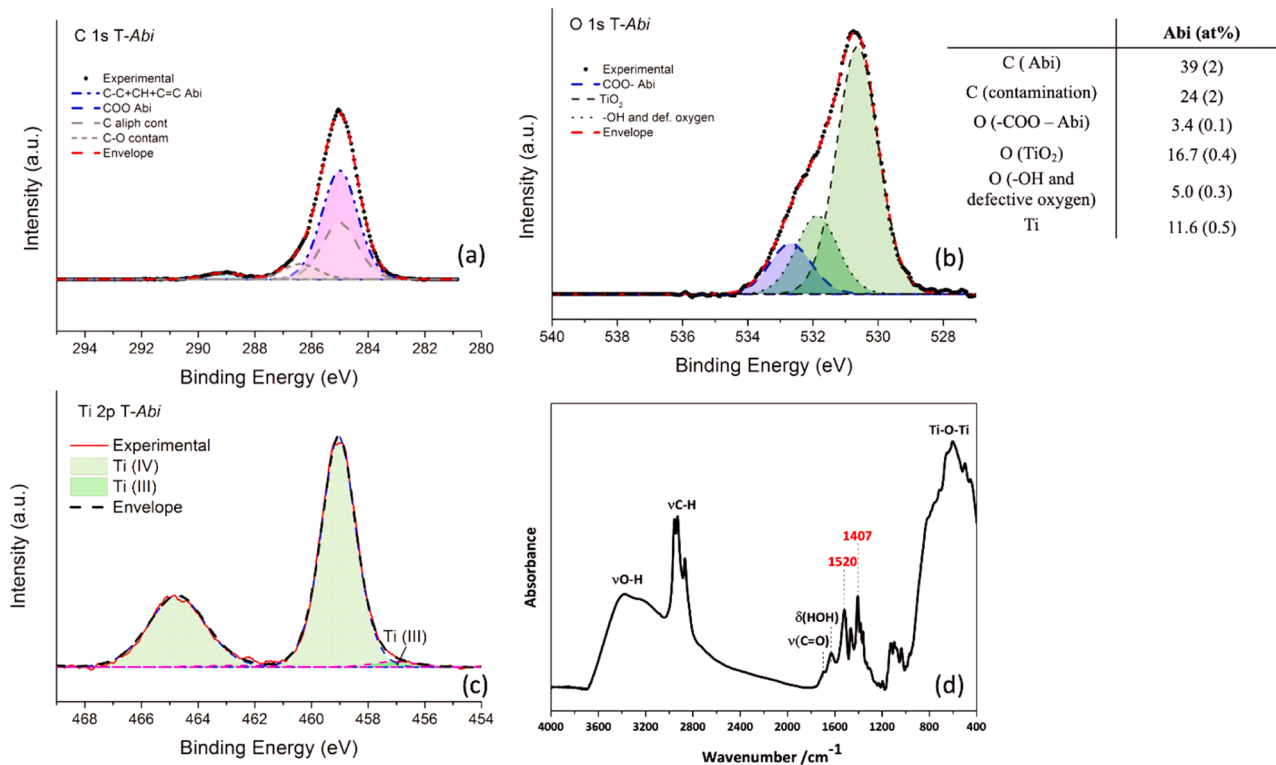 C 1s T-Abi
Experimental
C-C+CH+C=C Abi
COO Abi
C aliph cont
C-O contam
Envelope
Intensity (a.u.)
(a)
294 292 290 288 286 284 282 280
Binding Energy (eV)
O 1s T-Abi
Experimental
COO- Abi
TiO2
-OH and def. oxygen
Envelope
Intensity (a.u.)
(b)
540 538 536 534 532 530 528
Binding Energy (eV)
Abi (at%)
C ( Abi) 39 (2)
C (contamination) 24 (2)
O (-COO – Abi) 3.4 (0.1)
O (TiO2) 16.7 (0.4)
O (-OH and
defective oxygen) 5.0 (0.3)
Ti 11.6 (0.5)
Ti 2p T-Abi
Experimental
Ti (IV)
Ti (III)
Envelope
Intensity (a.u.)
Ti (III)
(c)
468 466 464 462 460 458 456 454
Binding Energy (eV)
Ti-O-Ti
νC-H
1407
1520
νO-H
δ(HOH)
ν(C=O)
Absorbance
(d)
4000 3600 2800 2000 1600 1200 800 400
Wavenumber /cm-1